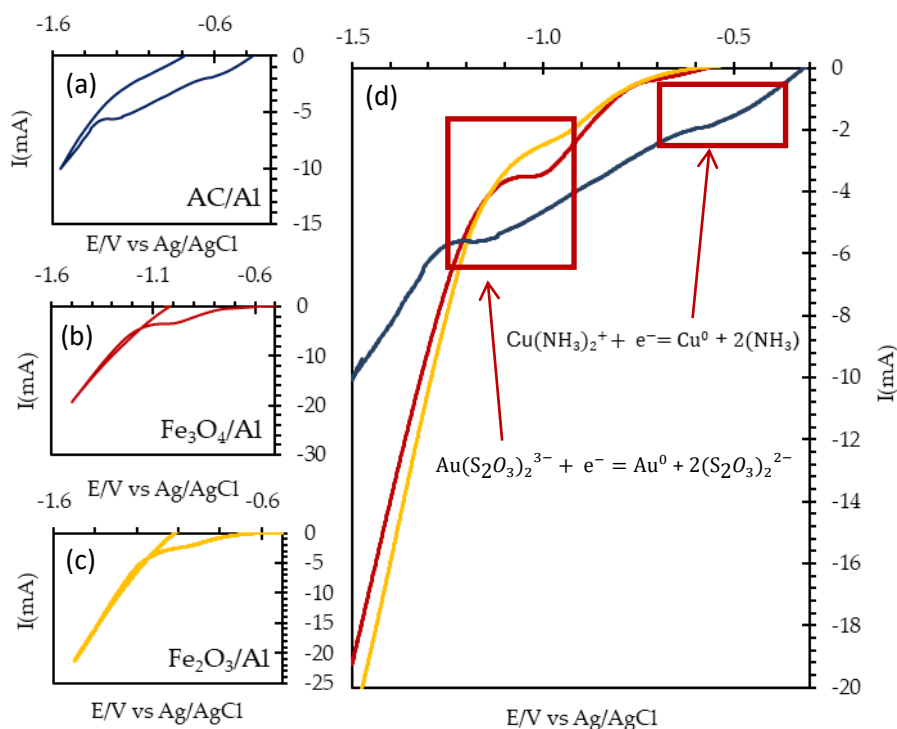 -1.6 -0.6
(a)
0
-5
-10
-15
I(mA)
AC/Al
E/V vs Ag/AgCl
-1.6 -1.1 -0.6
(b)
0
-10
-20
-30
I(mA)
Fe₃O₄/Al
E/V vs Ag/AgCl
-1.6 -0.6
(c)
0
-5
-10
-15
-20
-25
I(mA)
Fe₂O₃/Al
E/V vs Ag/AgCl
-1.5 -1.0 -0.5
(d)
0
-2
-4
-6
-8
-10
-12
-14
-16
-18
-20
I(mA)
Cu(NH₃)₂⁺ + e⁻ = Cu⁰ + 2(NH₃)
Au(S₂O₃)₂³⁻ + e⁻ = Au⁰ + 2(S₂O₃)₂²⁻
E/V vs Ag/AgCl